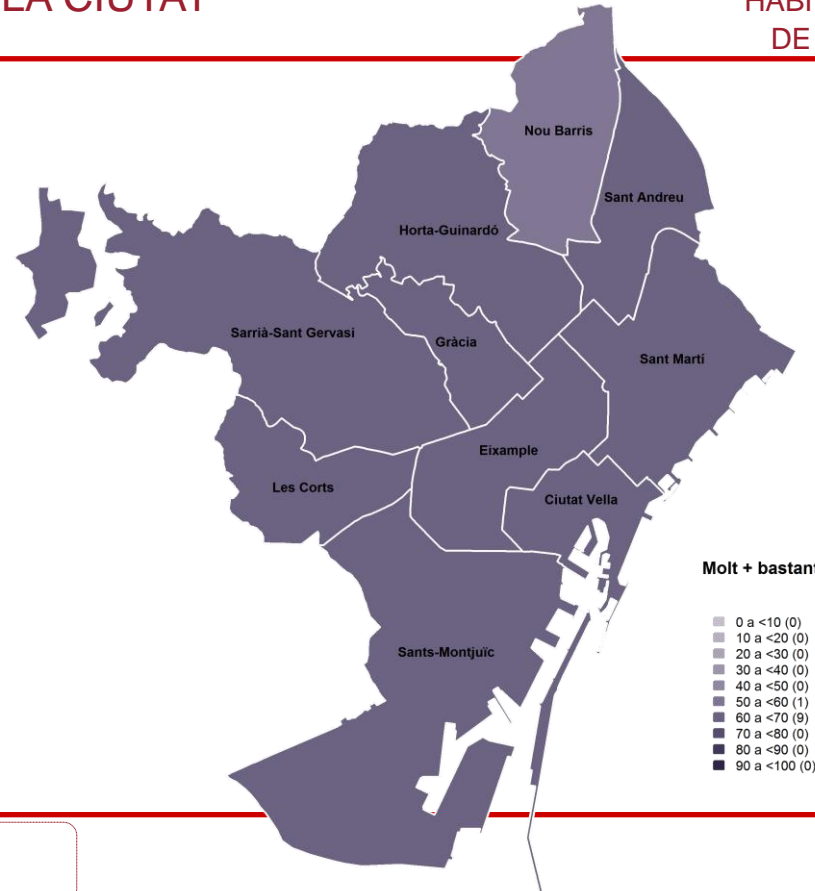 LA CIUTAT
DE
Nou Barris
Sant Andreu
Horta-Guinardó
Sarrià-Sant Gervasi
Gràcia
Sant Martí
Eixample
Les Corts
Ciutat Vella
Sants-Montjuïc
Molt + bastant
0 a <10 (0)
10 a <20 (0)
20 a <30 (0)
30 a <40 (0)
40 a <50 (0)
50 a <60 (1)
60 a <70 (9)
70 a <80 (0)
80 a <90 (0)
90 a <100 (0)